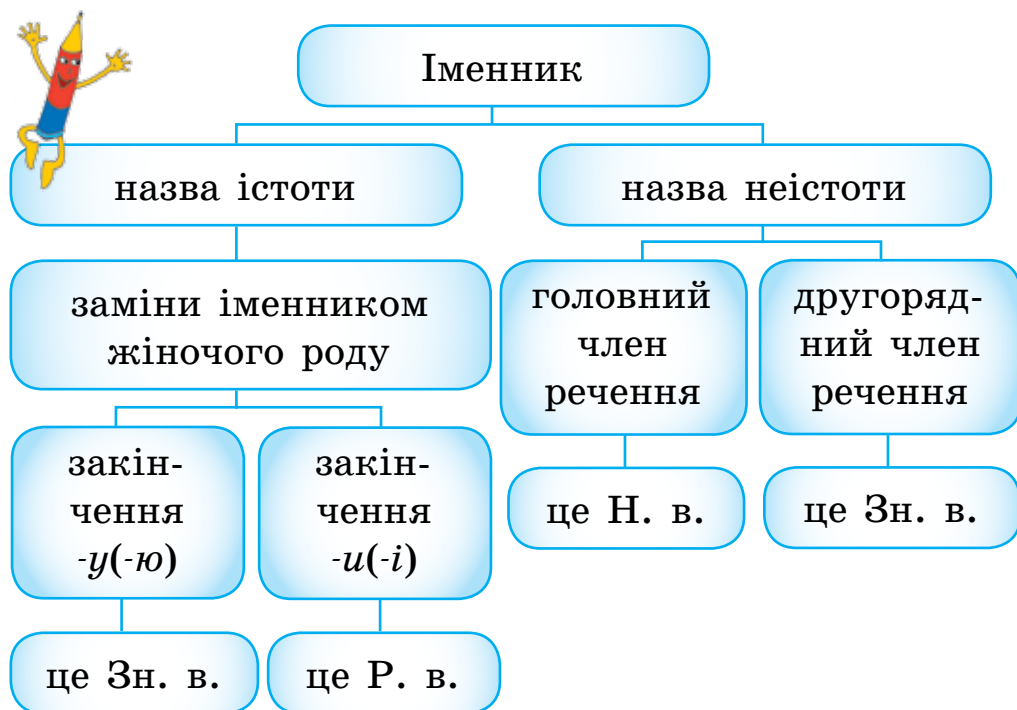 Іменник
назва істоти
назва неістоти
заміни іменником
жіночого роду
головний
член
речення
другоряд-
ний член
речення
закін-
чення
-у(-ю)
закін-
чення
-и(-і)
це Н. в.
це Зн. в.
це Зн. в.
це Р. в.